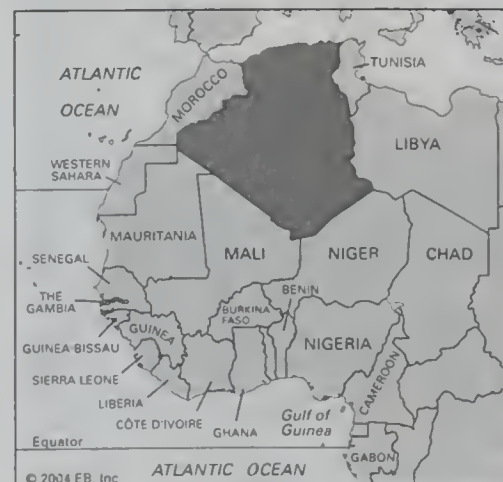 ATLANTIC
OCEAN
TUNISIA
MOROCCO
LIBYA
WESTERN
SAHARA
MAURITANIA
MALI
NIGER
CHAD
SENEGAL
THE
GAMBIA
BENIN
BURKINA
FASO
GUINEA
GUINEA-BISSAU
NIGERIA
SIERRA LEONE
CAMEROON
LIBERIA
CÔTE D'IVOIRE
GHANA
Gulf of
Guinea
Equator
GABON
© 2004 EB, Inc.
ATLANTIC OCEAN